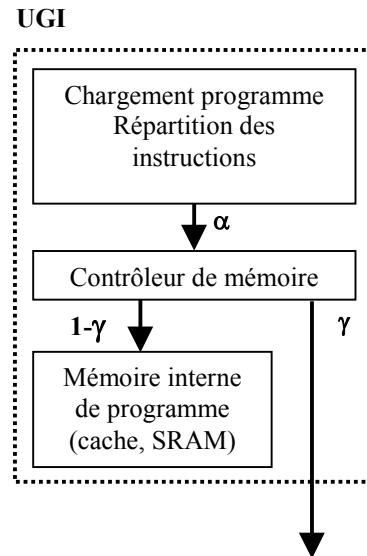 UGI
Chargement programme
Répartition des
instructions
α
Contrôleur de mémoire
1-γ
γ
Mémoire interne
de programme
(cache, SRAM)